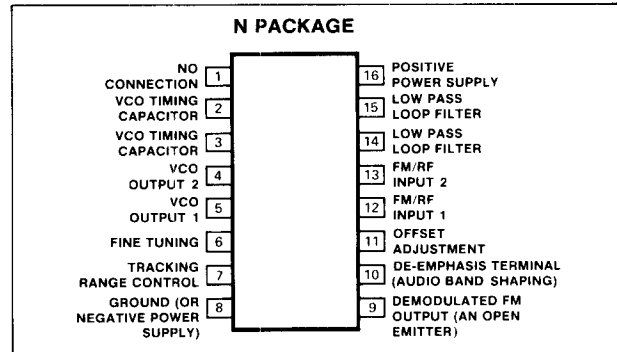 N PACKAGE
NO
CONNECTION
1
VCO TIMING
CAPACITOR
2
VCO TIMING
CAPACITOR
3
VCO
OUTPUT 2
4
VCO
OUTPUT 1
5
FINE TUNING
6
TRACKING
RANGE CONTROL
7
GROUND (OR
NEGATIVE POWER
SUPPLY)
8
16
POSITIVE
POWER SUPPLY
15
LOW PASS
LOOP FILTER
14
LOW PASS
LOOP FILTER
13
FM/RF
INPUT 2
12
FM/RF
INPUT 1
11
OFFSET
ADJUSTMENT
10
DE-EMPHASIS TERMINAL
(AUDIO BAND SHAPING)
9
DEMODULATED FM
OUTPUT (AN OPEN
EMITTER)